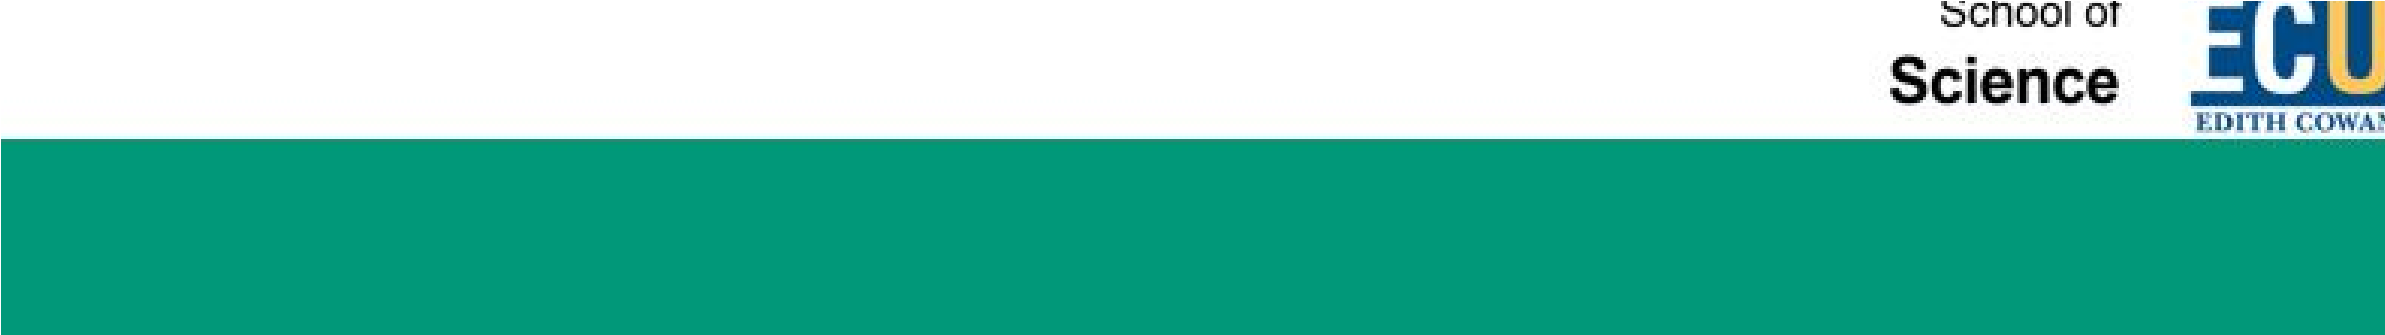 School of
Science
ECU
EDITH COWAN